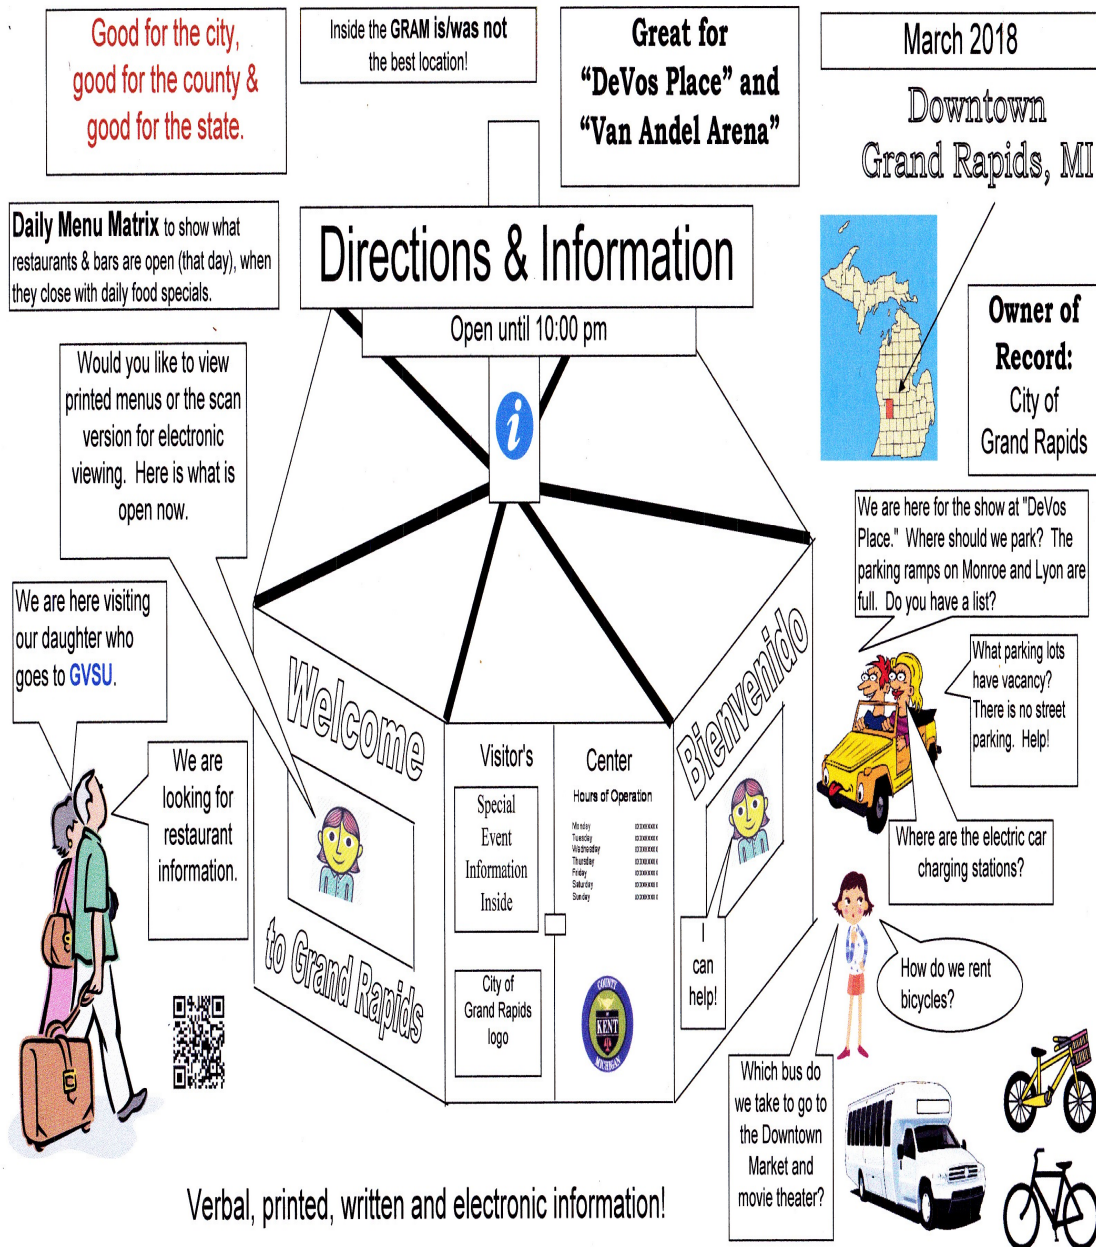 Good for the city,
good for the county &
good for the state.
Inside the GRAM is/was not
the best location!
Great for
“DeVos Place” and
“Van Andel Arena”
March 2018
Downtown
Grand Rapids, MI
Daily Menu Matrix to show what
restaurants & bars are open (that day), when
they close with daily food specials.
Directions & Information
Open until 10:00 pm
i
Owner of
Record:
City of
Grand Rapids
Would you like to view
printed menus or the scan
version for electronic
viewing. Here is what is
open now.
We are here for the show at "DeVos
Place." Where should we park? The
parking ramps on Monroe and Lyon are
full. Do you have a list?
We are here visiting
our daughter who
goes to GVSU.
What parking lots
have vacancy?
There is no street
parking. Help!
We are
looking for
restaurant
information.
Where are the electric car
charging stations?
Welcome
to Grand Rapids
Visitor's
Center
Special
Event
Information
Inside
Hours of Operation
Monday
Tuesday
Wednesday
Thursday
Friday
Saturday
Sunday
City of
Grand Rapids
logo
COUNTY
KENT
MICHIGAN
Bienvenido
I
can
help!
How do we rent
bicycles?
Which bus do
we take to go to
the Downtown
Market and
movie theater?
Verbal, printed, written and electronic information!